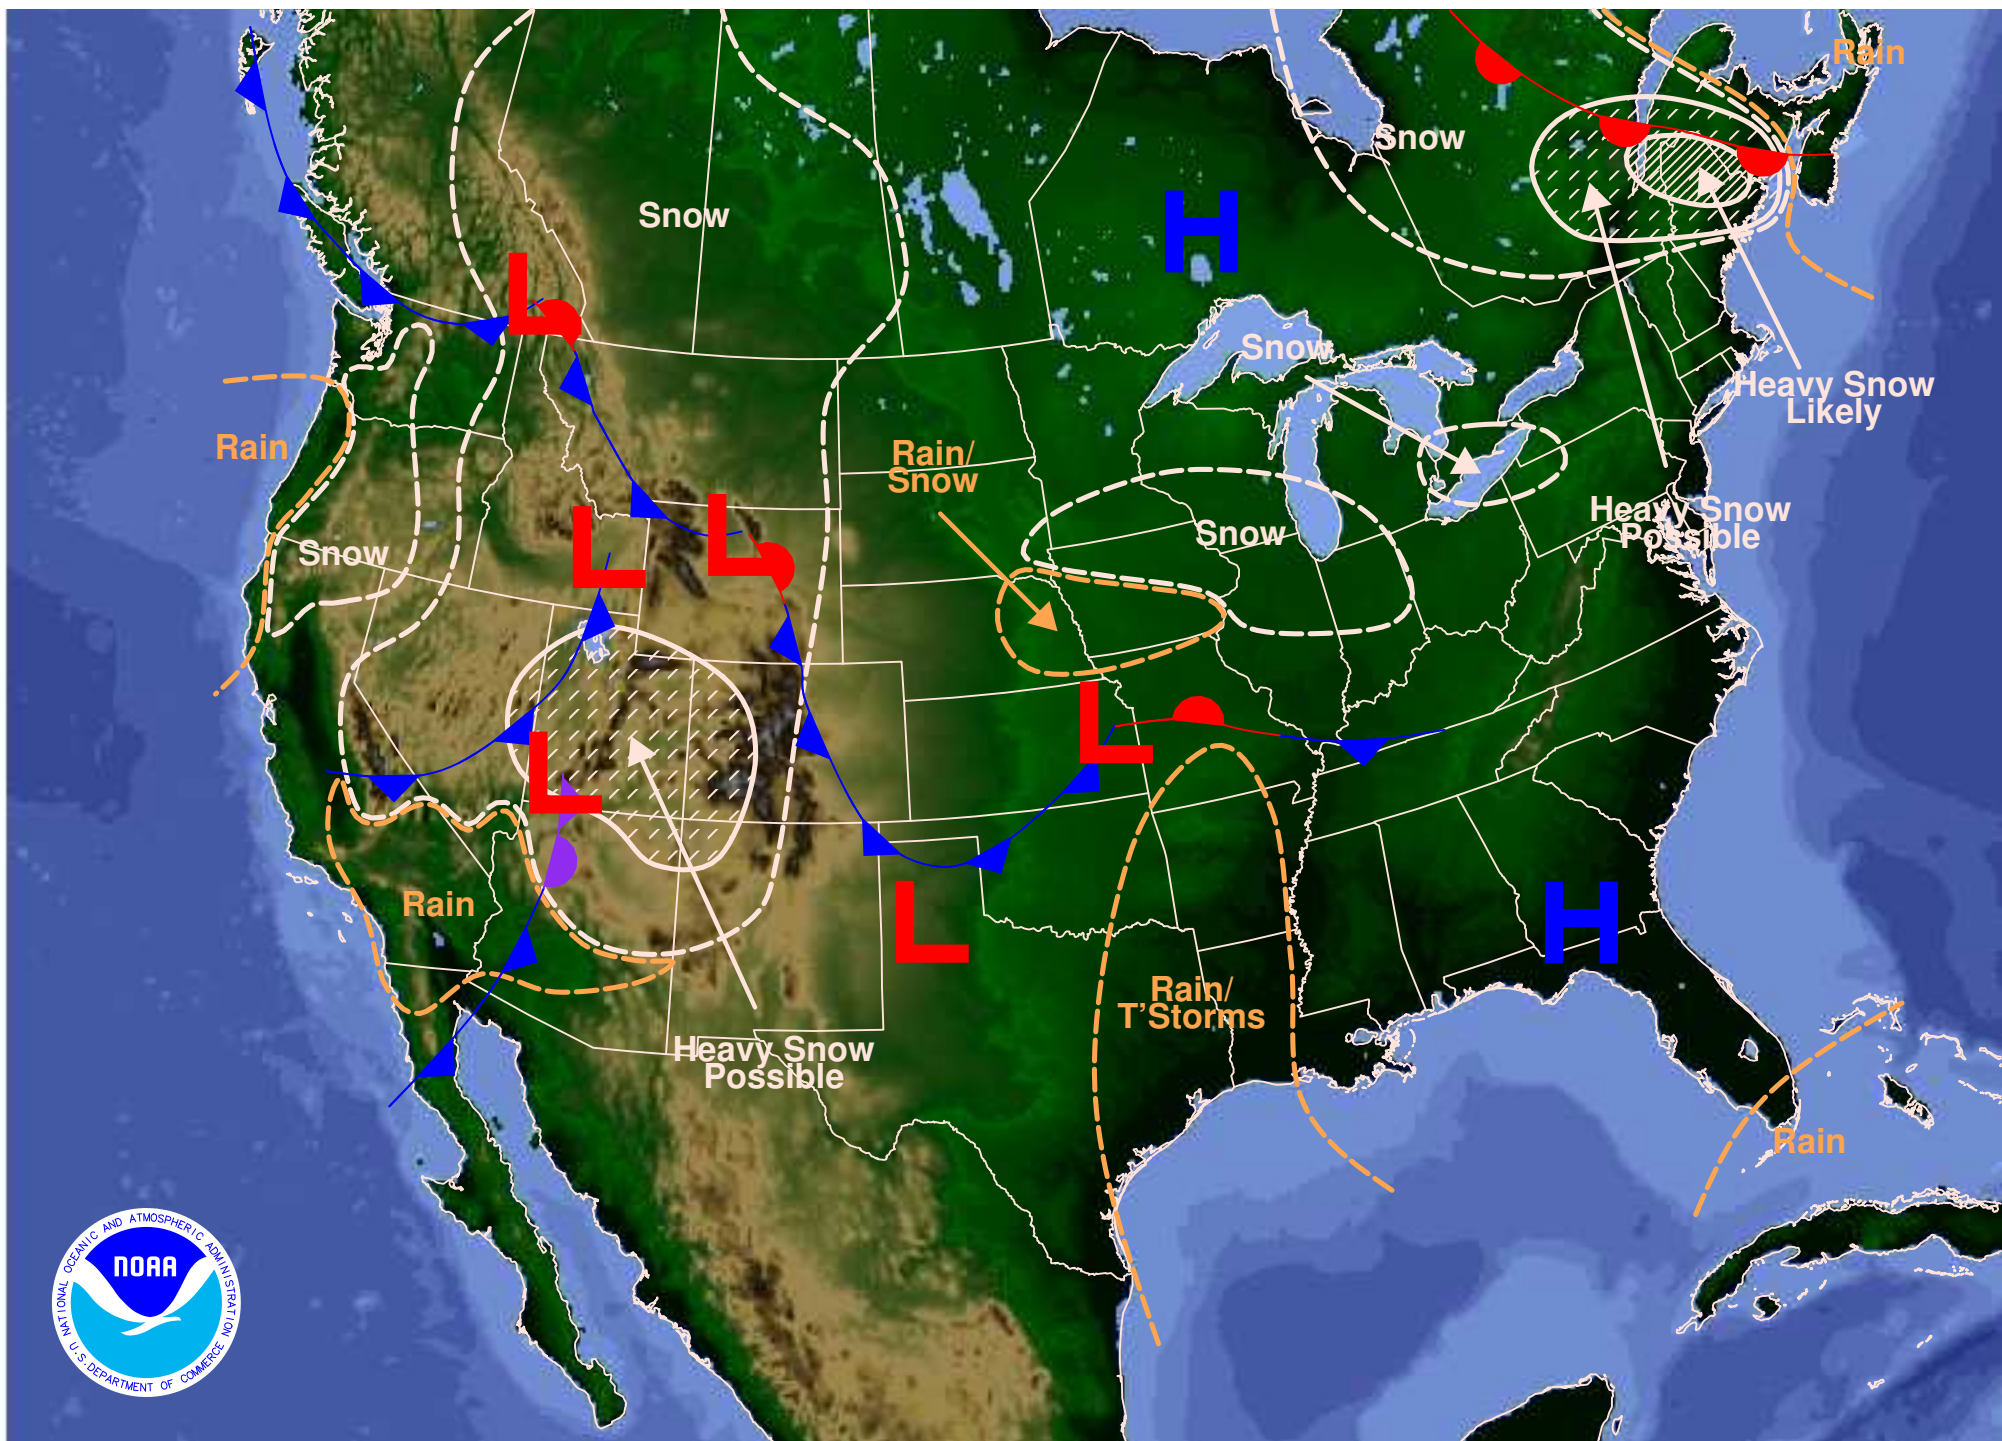 Rain
Snow
Snow
H
L
Snow
Heavy Snow
Likely
Rain
Rain/
Snow
Heavy Snow
Possible
Snow
Snow
L
L
L
L
Rain
L
H
Rain/
T'Storms
Heavy Snow
Possible
Rain
NATIONAL OCEANIC AND ATMOSPHERIC ADMINISTRATION
NOAA
U.S. DEPARTMENT OF COMMERCE